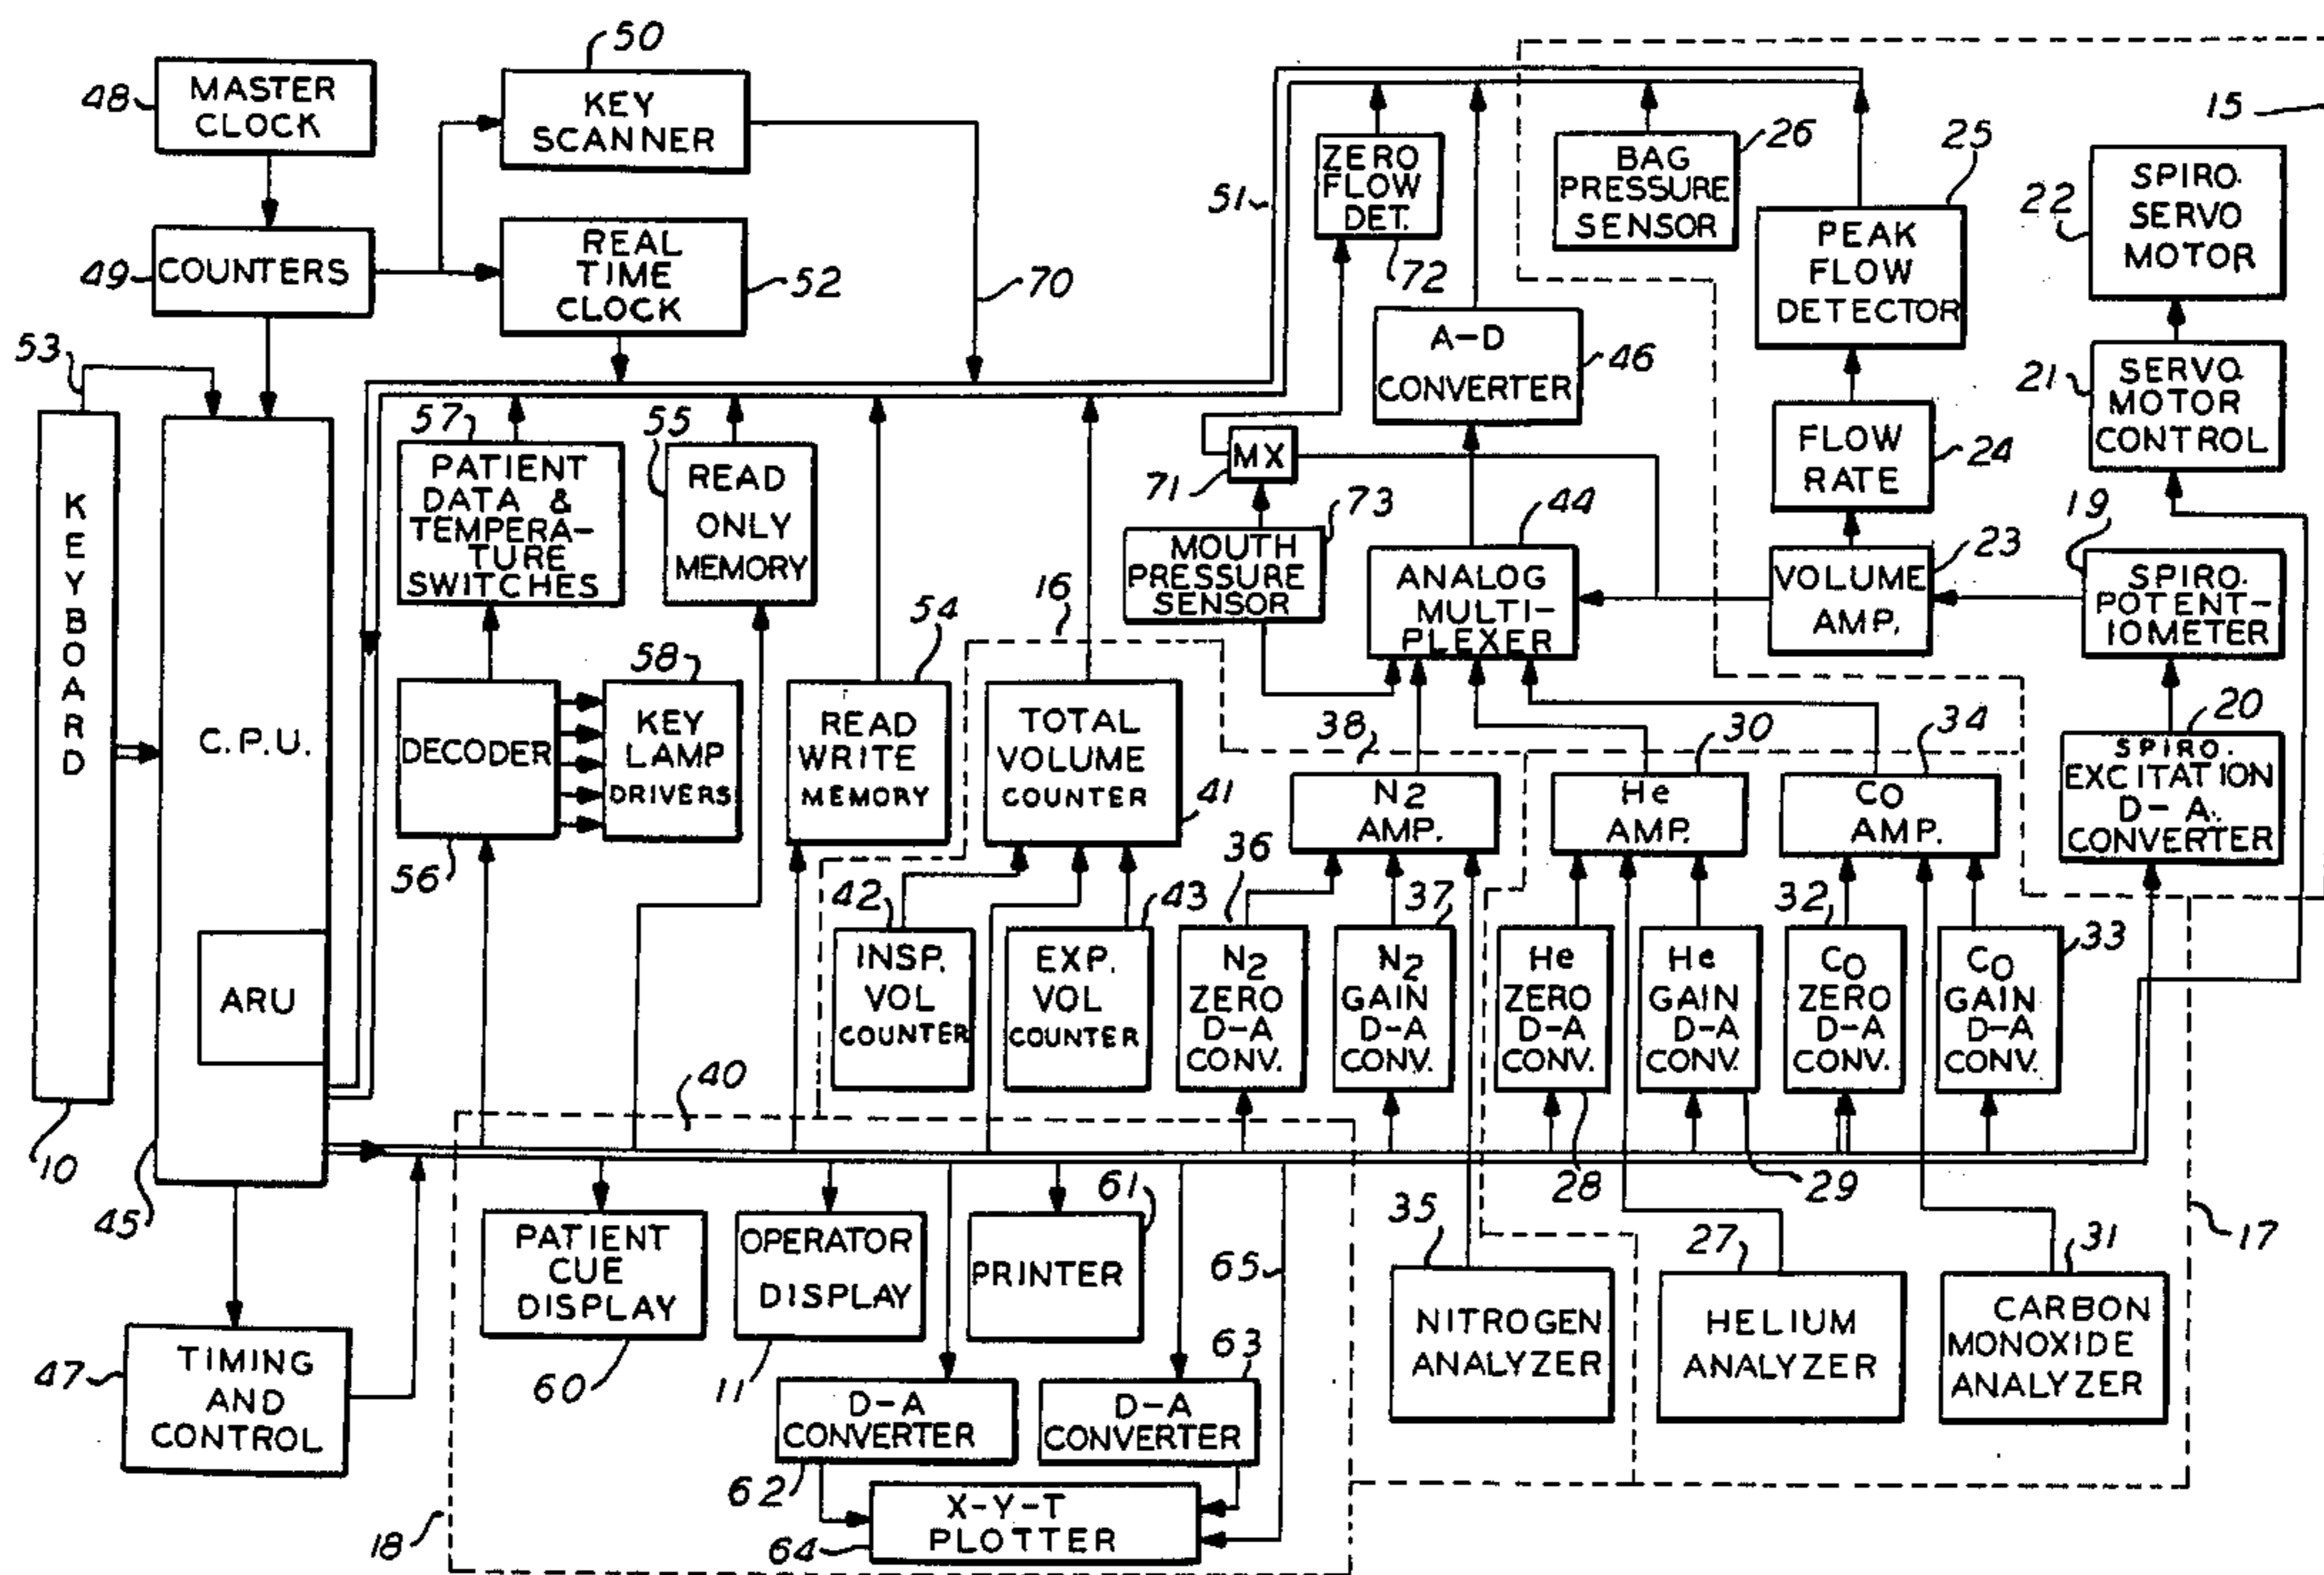 50
48
MASTER
CLOCK
KEY
SCANNER
15
ZERO
FLOW
DET.
72
BAG
PRESSURE
SENSOR
26
25
PEAK
FLOW
DETECTOR
22
SPIRO.
SERVO
MOTOR
51
49
COUNTERS
REAL
TIME
CLOCK
52
70
A-D
CONVERTER
46
21
SERVO
MOTOR
CONTROL
53
57
PATIENT
DATA &
TEMPERA-
TURE
SWITCHES
55
READ
ONLY
MEMORY
MX
71
FLOW
RATE
24
KEYBOARD
10
C.P.U.
ARU
45
73
MOUTH
PRESSURE
SENSOR
44
ANALOG
MULTI-
PLEXER
VOLUME
AMP.
23
19
SPIRO.
POTENT-
IOMETER
16
54
58
DECODER
56
KEY
LAMP
DRIVERS
READ
WRITE
MEMORY
TOTAL
VOLUME
COUNTER
41
38
N2
AMP.
30
He
AMP.
34
CO
AMP.
20
SPIRO.
EXCITATION
D-A.
CONVERTER
42
INSP.
VOL
COUNTER
43
EXP.
VOL
COUNTER
36
N2
ZERO
D-A
CONV.
37
N2
GAIN
D-A
CONV.
He
ZERO
D-A
CONV.
28
He
GAIN
D-A
CONV.
29
32
CO
ZERO
D-A
CONV.
33
CO
GAIN
D-A
CONV.
40
17
47
TIMING
AND
CONTROL
PATIENT
CUE
DISPLAY
60
OPERATOR
DISPLAY
11
61
PRINTER
65
35
NITROGEN
ANALYZER
27
HELIUM
ANALYZER
31
CARBON
MONOXIDE
ANALYZER
D-A
CONVERTER
62
63
D-A
CONVERTER
X-Y-T
PLOTTER
64
18